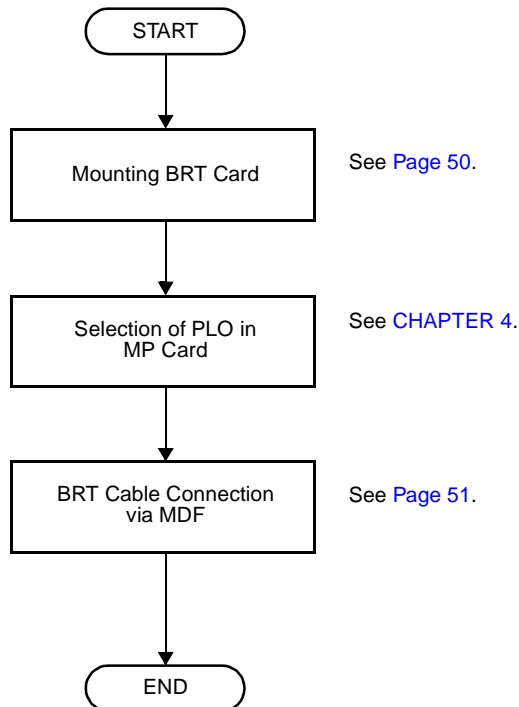 START
Mounting BRT Card
See Page 50.
Selection of PLO in
MP Card
See CHAPTER 4.
BRT Cable Connection
via MDF
See Page 51.
END